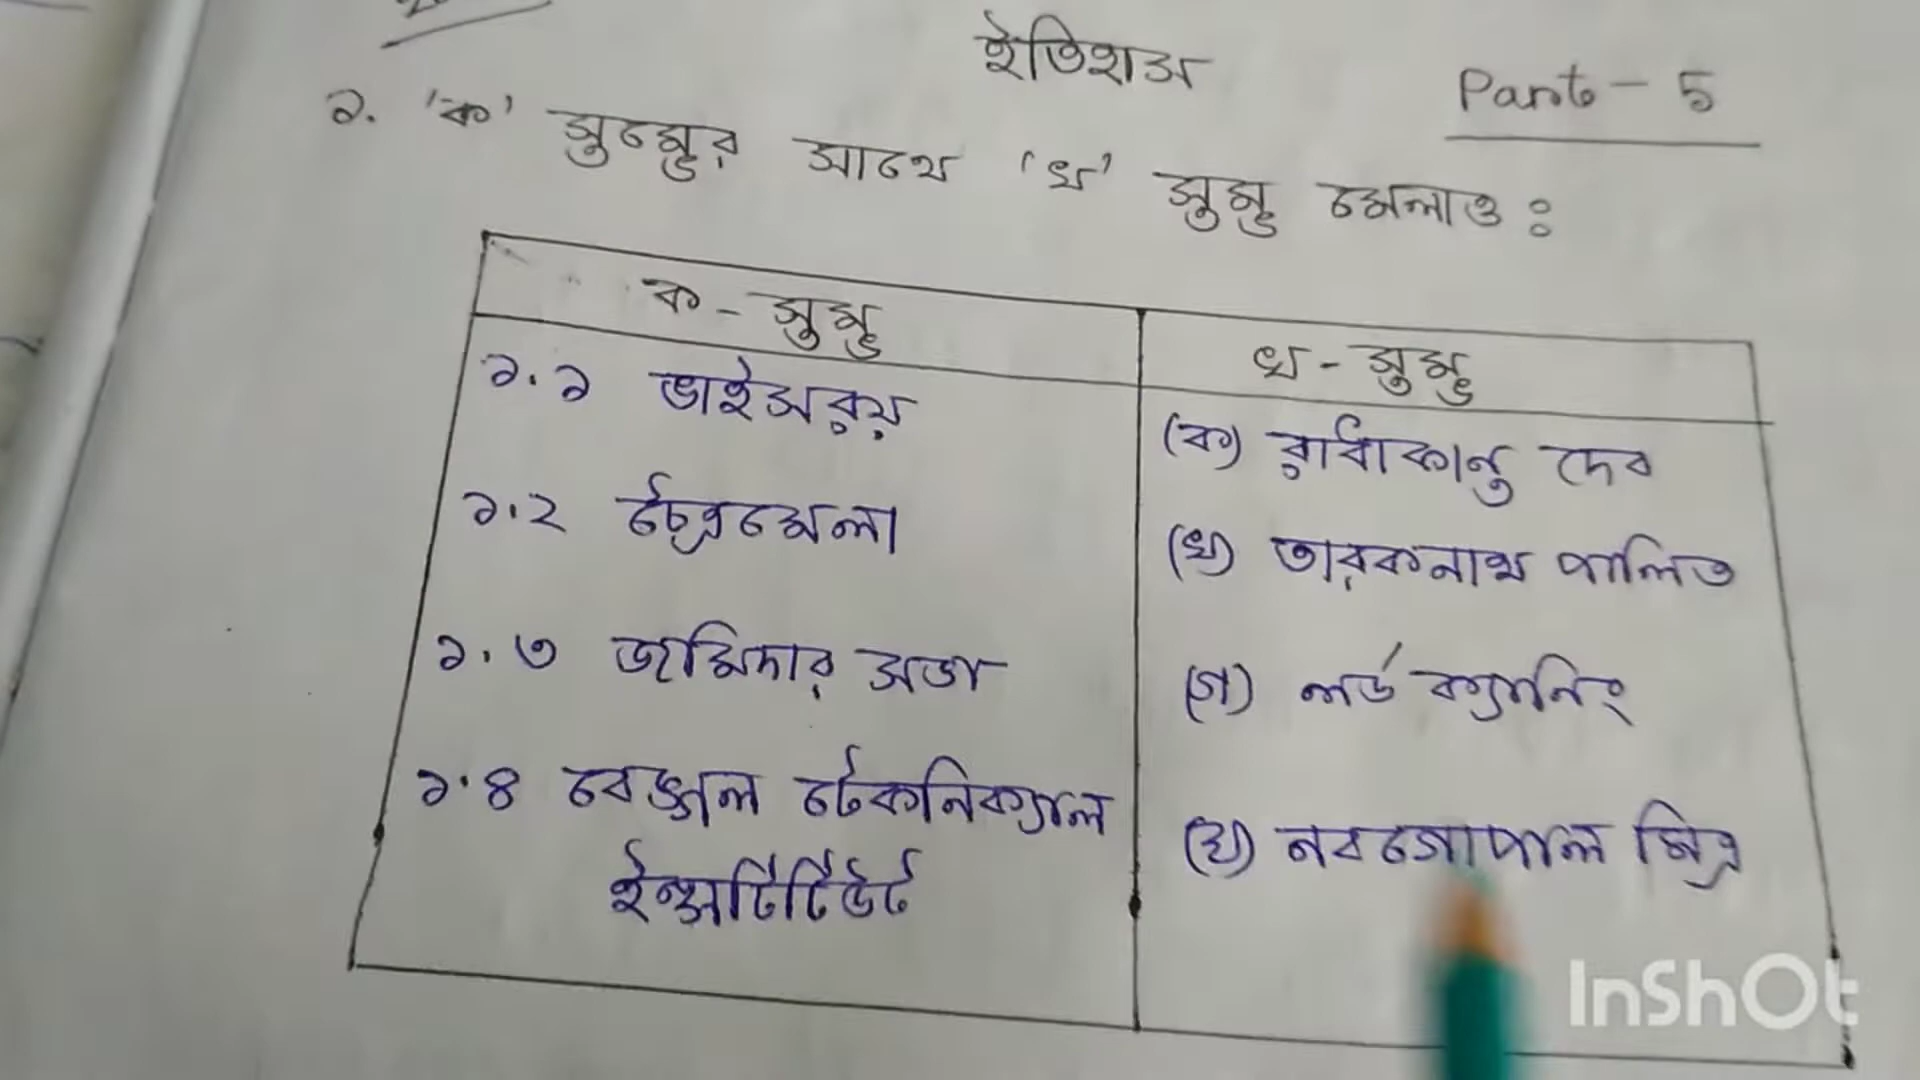 ইতিহাস
Part - 5
১. 'ক' স্তম্ভের সাথে 'খ' স্তম্ভ মেলাও :
ক - স্তম্ভ
খ - স্তম্ভ
১.১ ভাইসরয়
(ক) রাধাকান্ত দেব
১.২ চৈত্রমেলা
(খ) তারকনাথ পালিত
১.৩ জমিদার সভা
(গ) লর্ড ক্যানিং
১.৪ বেঙ্গল টেকনিক্যাল
ইন্সটিটিউট
(ঘ) নবগোপাল মিত্র
InShOt